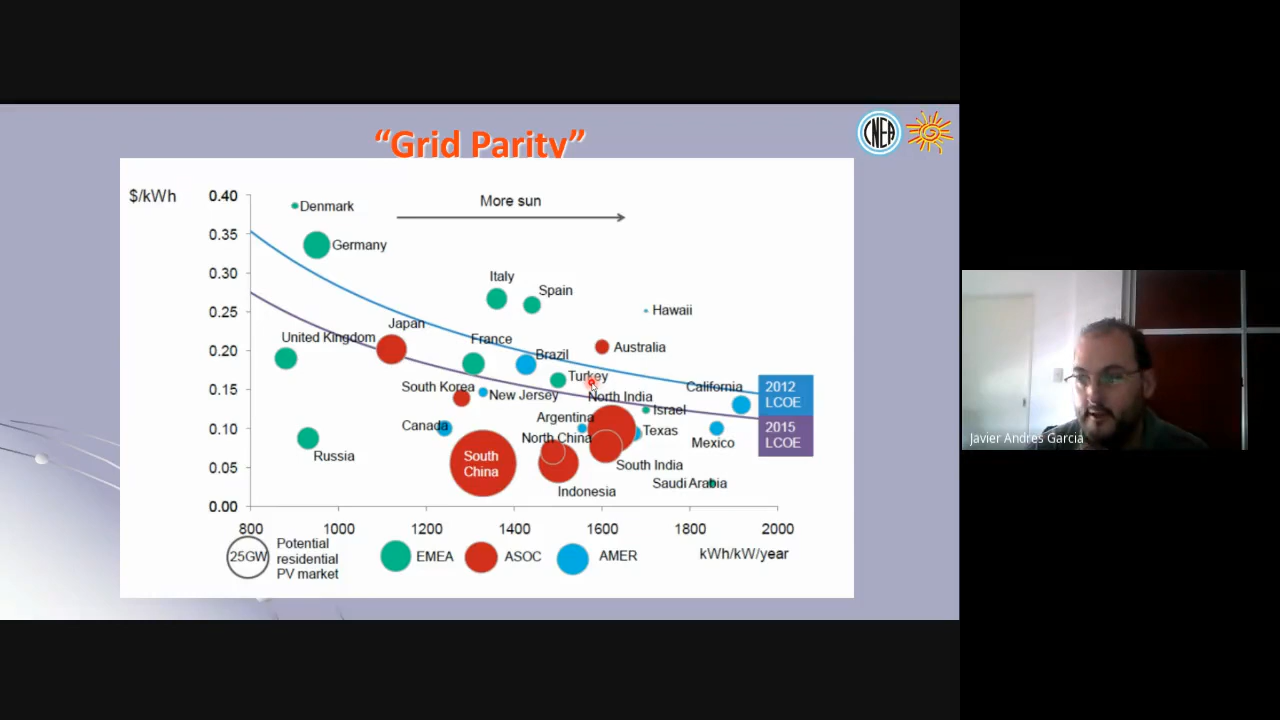 “Grid Parity”
CNEA
$/kWh
0.40
0.35
0.30
0.25
0.20
0.15
0.10
0.05
0.00
More sun
Denmark
Germany
Italy
Spain
Hawaii
Japan
United Kingdom
France
Australia
Brazil
Turkey
South Korea
New Jersey
North India
California
2012
LCOE
Israel
Argentina
Canada
Texas
2015
LCOE
North China
Mexico
Russia
South
China
South India
Indonesia
Saudi Arabia
800
1000
1200
1400
1600
1800
2000
kWh/kW/year
25GW
Potential
residential
PV market
EMEA
ASOC
AMER
Javier Andres Garcia